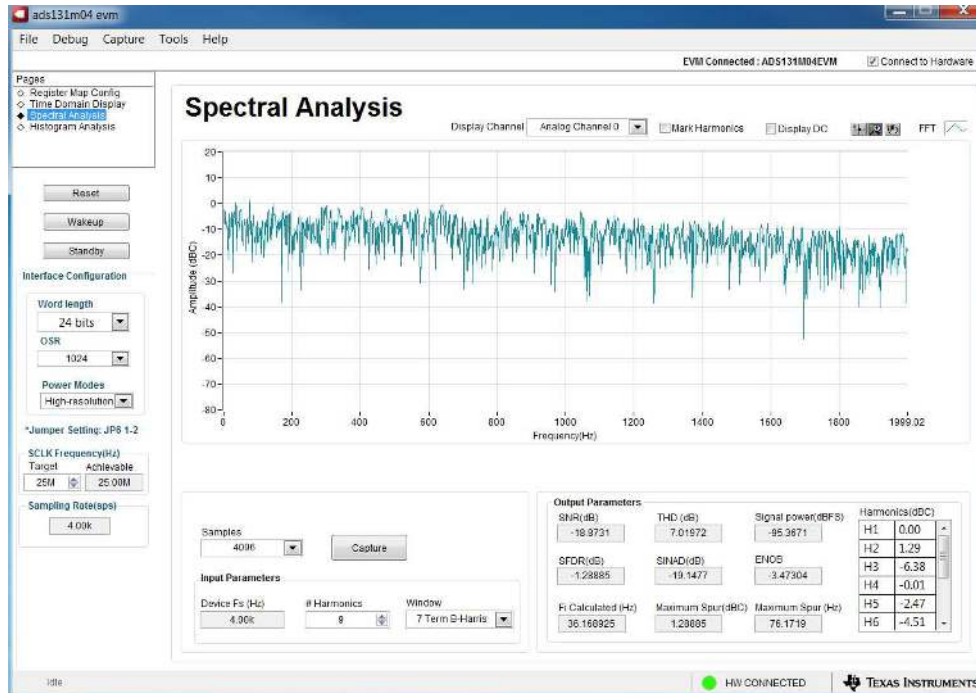 ads131m04 evm
File Debug Capture Tools Help
EVM Connected : ADS131M04EVM Connect to Hardware
Pages
Register Map Config
Time Domain Display
Spectral Analysis
Histogram Analysis
Reset
Wakeup
Standby
Interface Configuration
Word length
24 bits
OSR
1024
Power Modes
High-resolution
*Jumper Setting: JP6 1-2
SCLK Frequency(Hz)
Target Achievable
25M 25.00M
Sampling Rate(sps)
4.00k
Spectral Analysis
Display Channel Analog Channel 0 Mark Harmonics Display DC FFT
Amplitude (dBC)
20
10
0
-10
-20
-30
-40
-50
-60
-70
-80
0 200 400 600 800 1000 1200 1400 1600 1800 1999.02
Frequency(Hz)
Samples
4096
Capture
Input Parameters
Device Fs (Hz) # Harmonics Window
4.00k 9 7 Term B-Harris
Output Parameters
SNR(dB) THD (dB) Signal power(dBFS)
-18.9731 7.01972 -95.3671
SFDR(dB) SINAD(dB) ENOB
-1.28885 -19.1477 -3.47304
Fi Calculated (Hz) Maximum Spur(dBC) Maximum Spur (Hz)
36.168925 1.28885 76.1719
Harmonics(dBC)
H1 0.00
H2 1.29
H3 -6.38
H4 -0.01
H5 -2.47
H6 -4.51
Idle
HW CONNECTED
TEXAS INSTRUMENTS